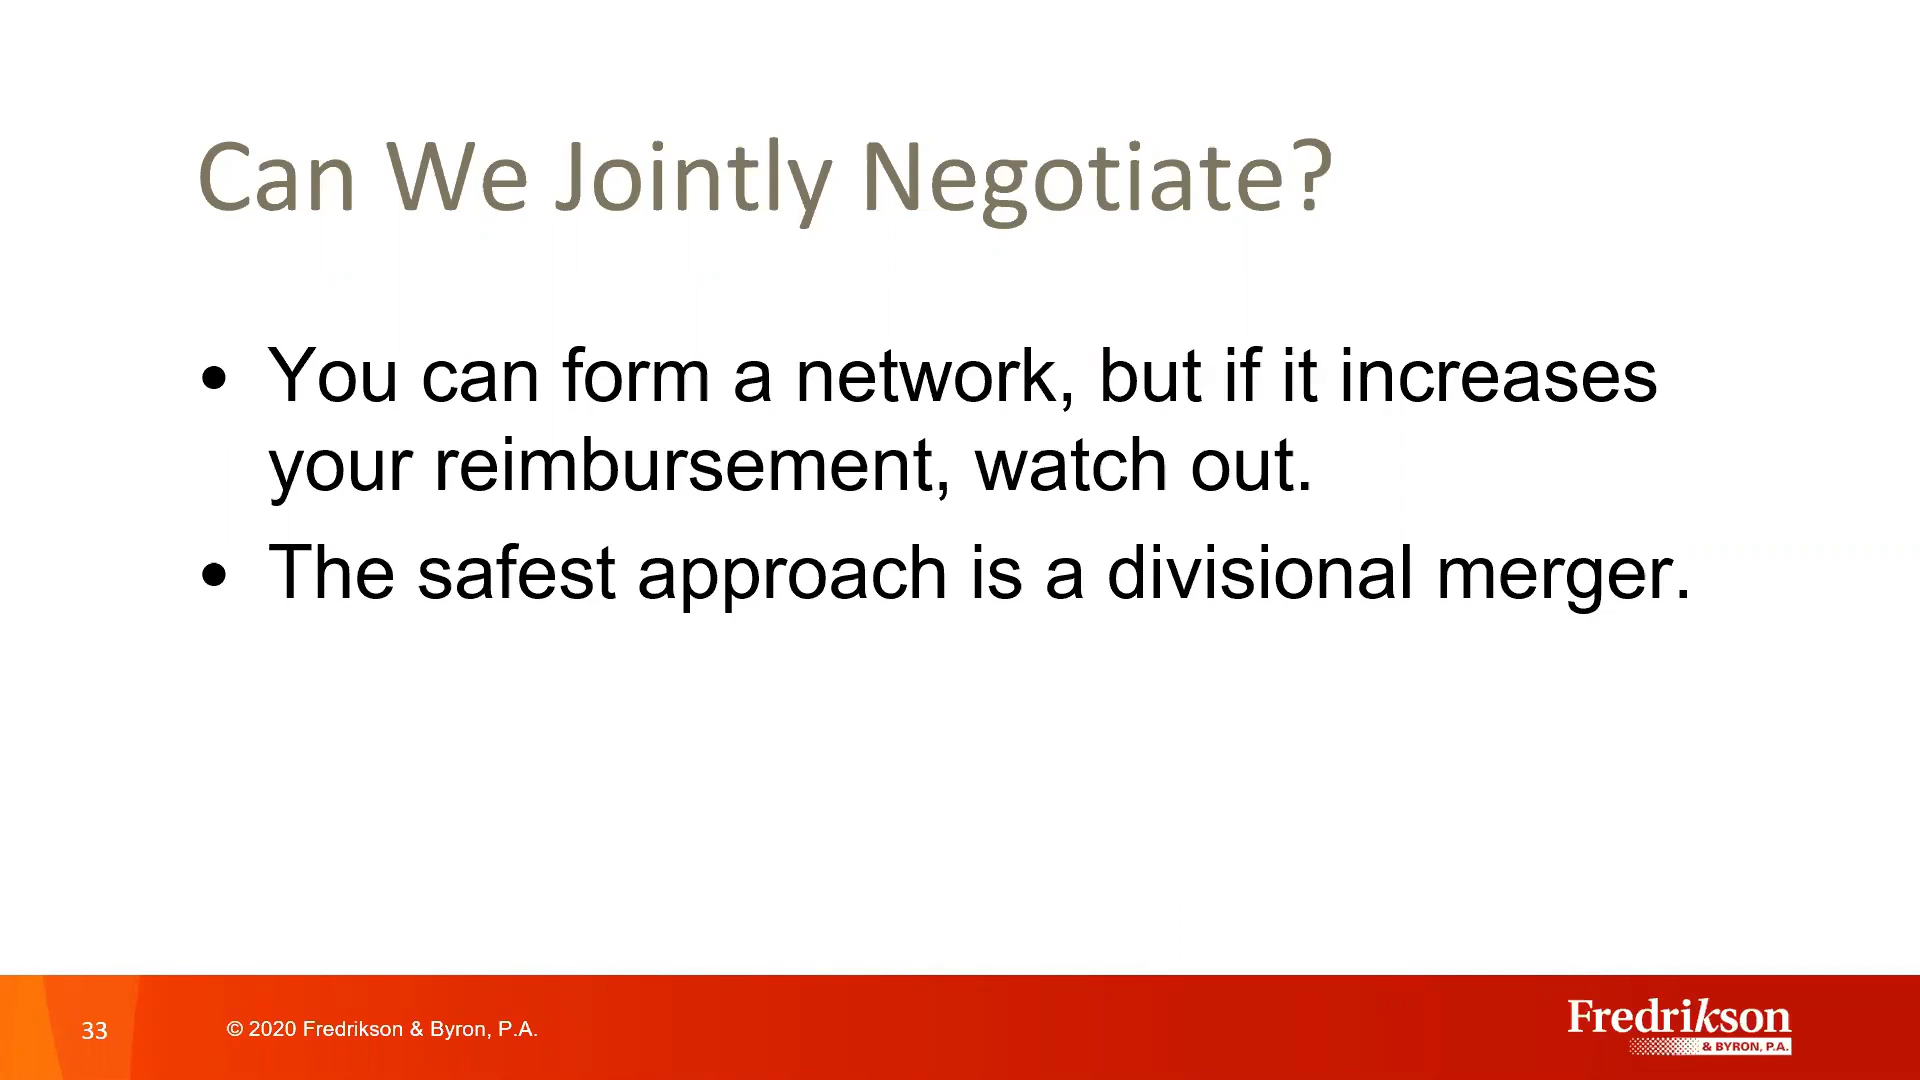 Can We Jointly Negotiate?
• You can form a network, but if it increases
your reimbursement, watch out.
• The safest approach is a divisional merger.
33
© 2020 Fredrikson & Byron, P.A.
Fredrikson
& BYRON, P.A.